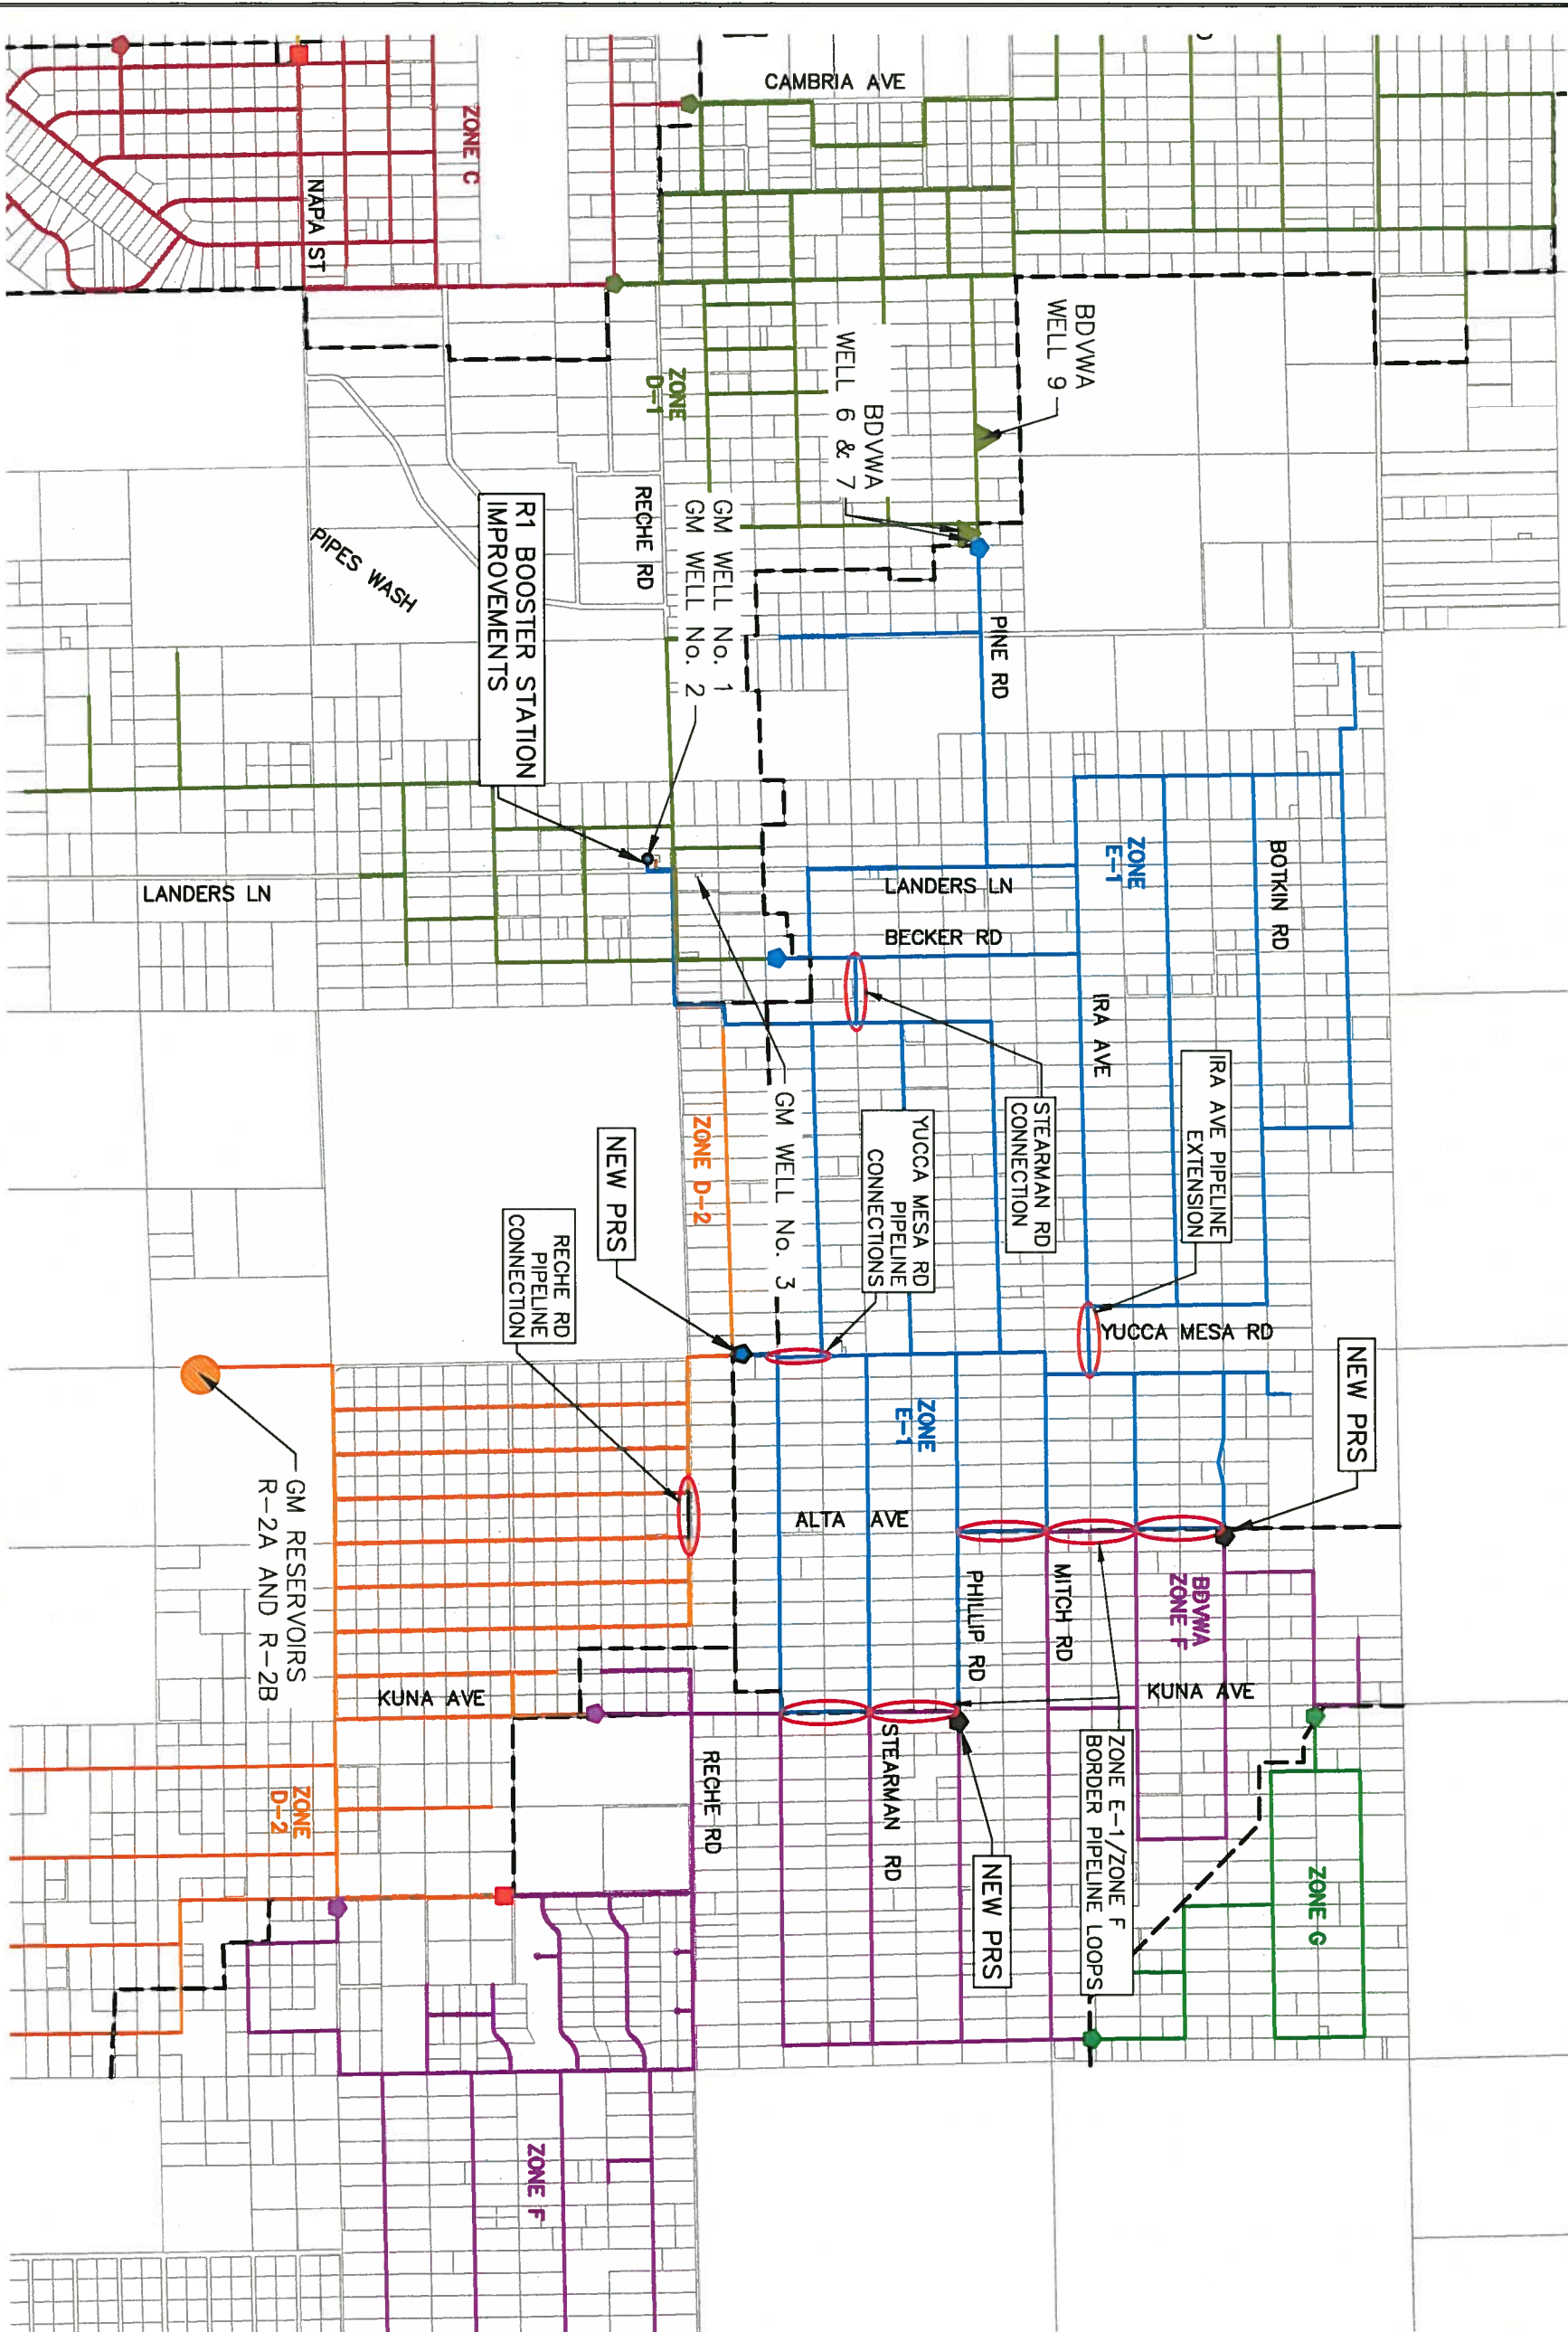 CAMBRIA AVE
ZONE C
NAPA ST
BDVWA
WELL 9
BDVWA
WELL 6 & 7
ZONE
D-1
RECHE RD
GM WELL No. 1
GM WELL No. 2
R1 BOOSTER STATION
IMPROVEMENTS
PIPES WASH
PINE RD
LANDERS LN
LANDERS LN
BECKER RD
ZONE
E-1
BOTKIN RD
IRA AVE
IRA AVE PIPELINE
EXTENSION
STEARMAN RD
CONNECTION
YUCCA MESA RD
PIPELINE
CONNECTIONS
GM WELL No. 3
ZONE D-2
NEW PRS
RECHE RD
PIPELINE
CONNECTION
YUCCA MESA RD
NEW PRS
ZONE
E-1
ALTA AVE
GM RESERVOIRS
R-2A AND R-2B
PHILLIP RD
MITCH RD
BDVWA
ZONE F
KUNA AVE
KUNA AVE
ZONE E-1/ZONE F
BORDER PIPELINE LOOPS
STEARMAN RD
RECHE RD
NEW PRS
ZONE
D-2
ZONE G
ZONE F